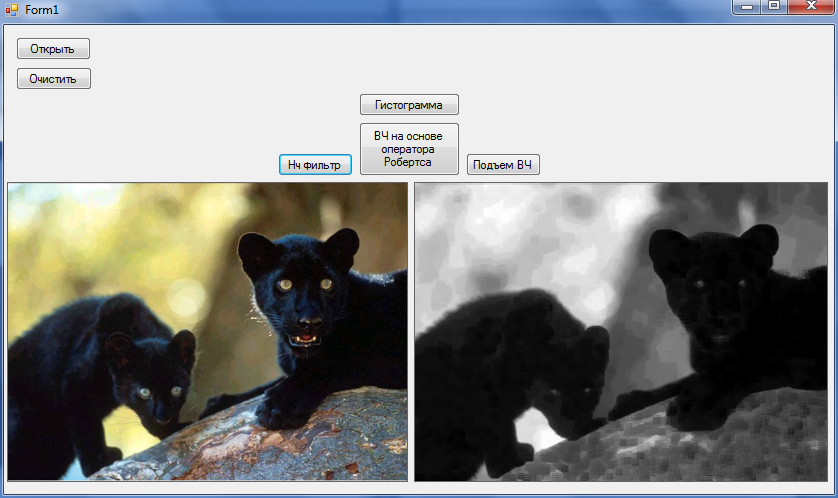 Form1
Открыть
Очистить
Гистограмма
ВЧ на основе
оператора
Робертса
Нч фильтр
Подъем ВЧ